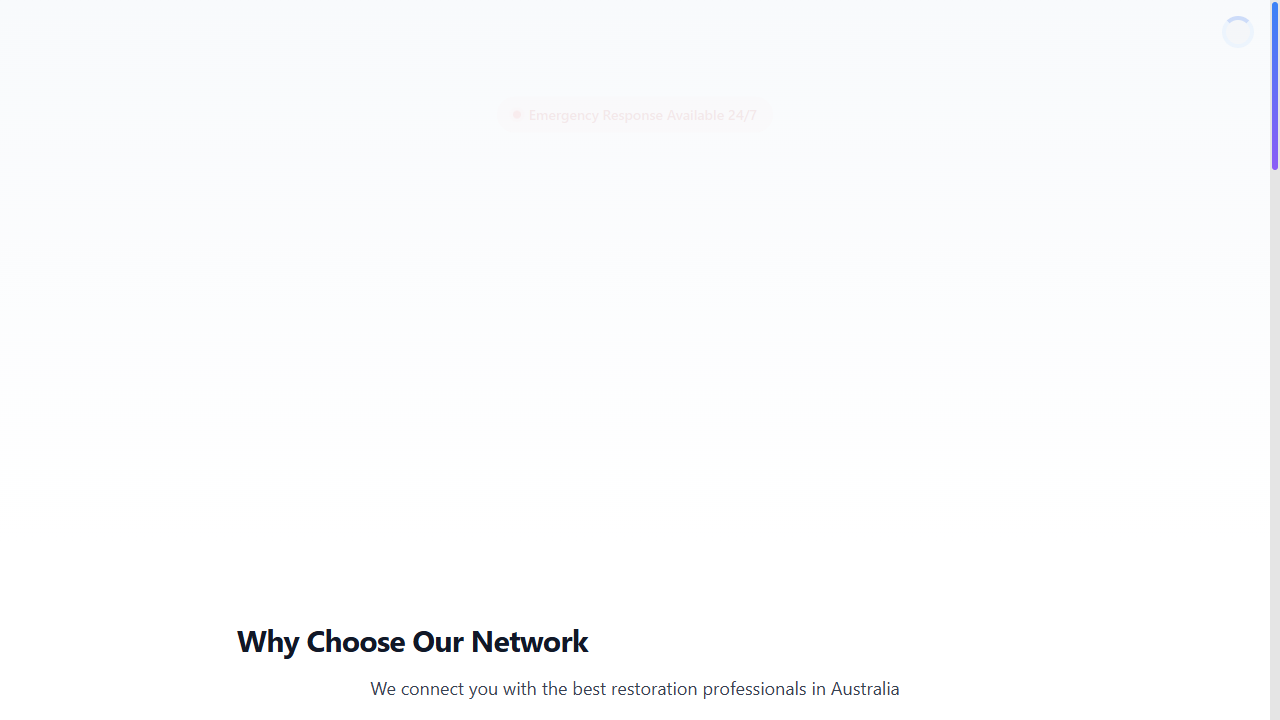 Emergency Response Available 24/7
Why Choose Our Network
We connect you with the best restoration professionals in Australia